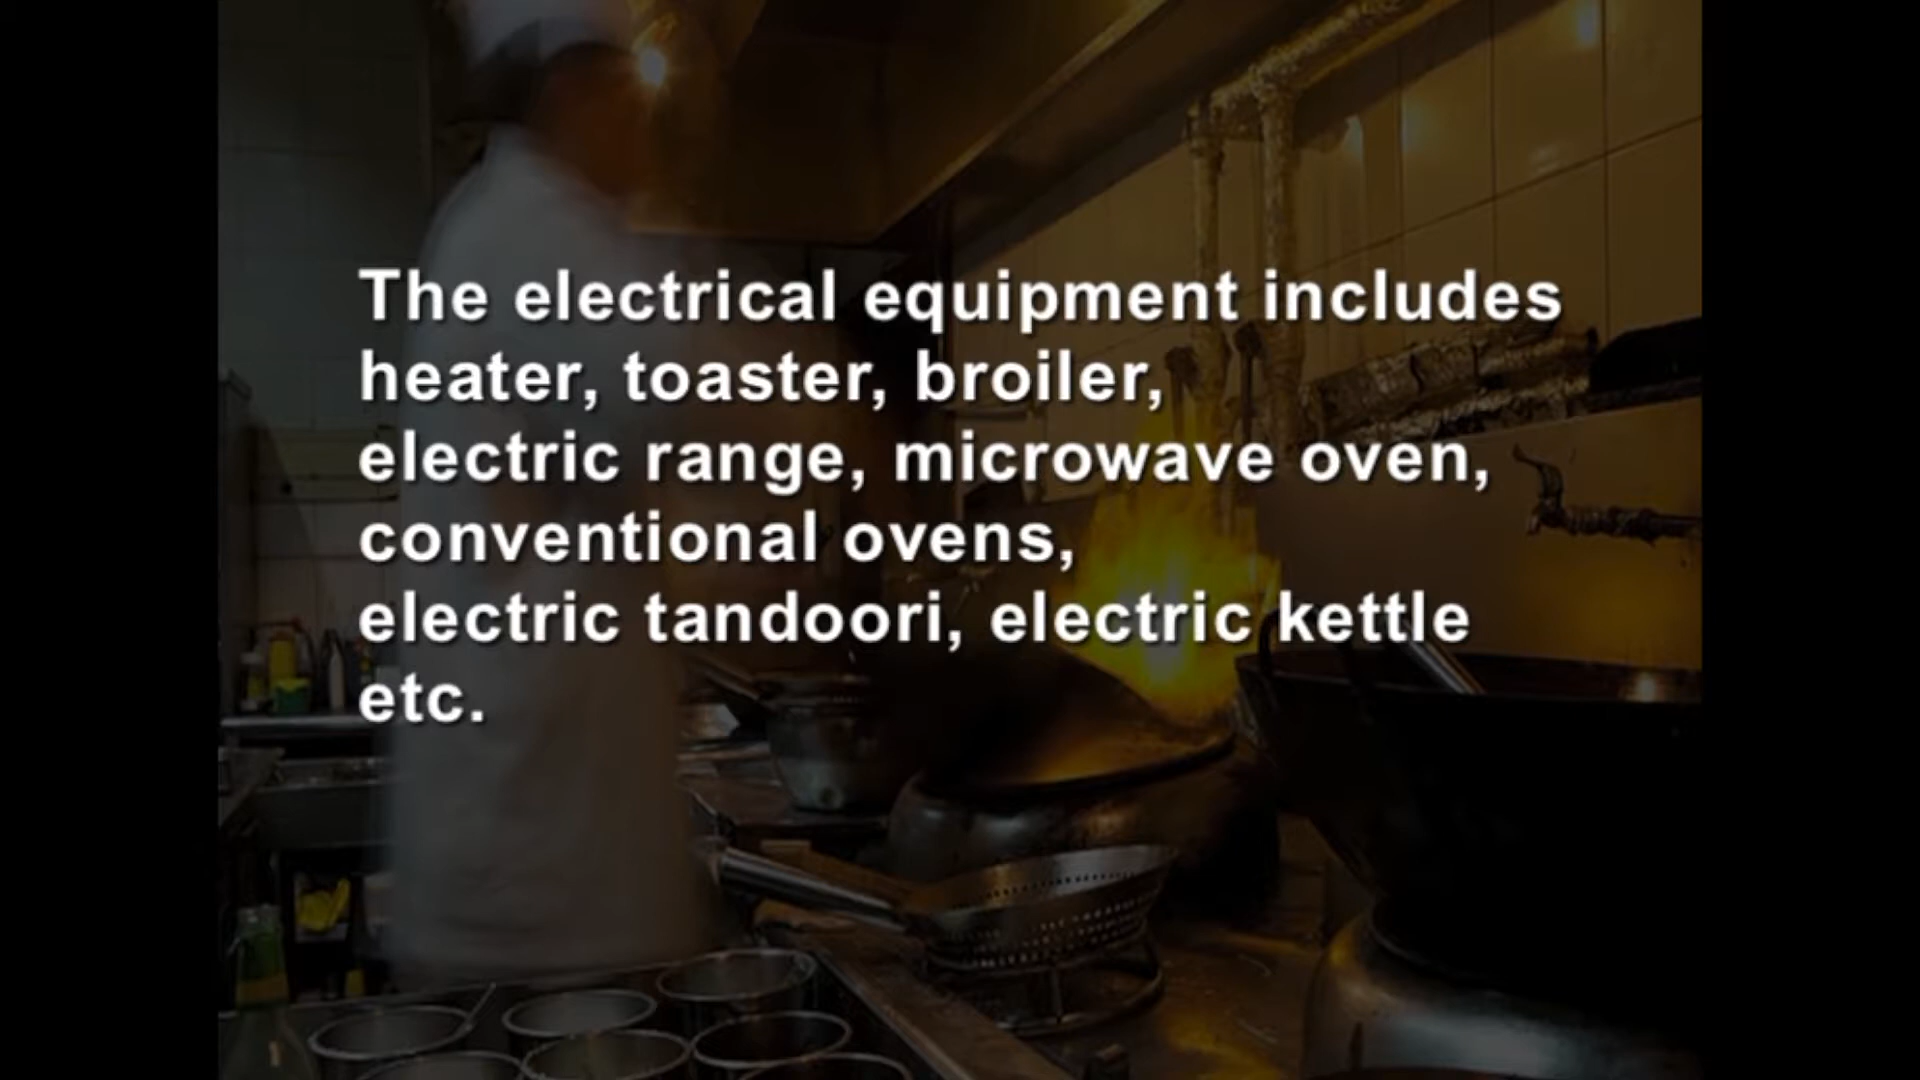 The electrical equipment includes
heater, toaster, broiler,
electric range, microwave oven,
conventional ovens,
electric tandoori, electric kettle
etc.